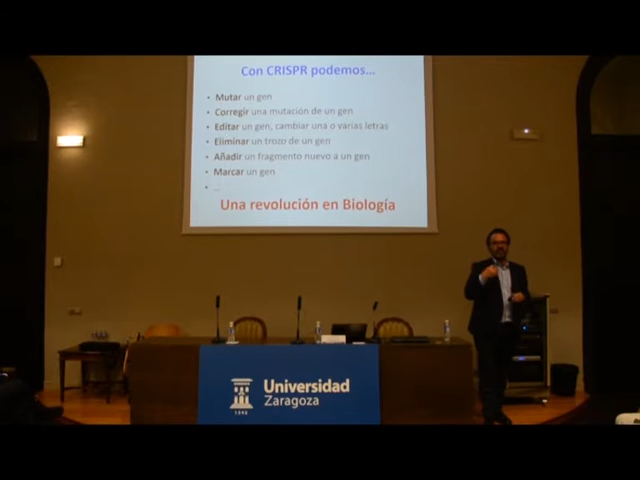 Con CRISPR podemos...
• Mutar un gen
• Corregir una mutación de un gen
• Editar un gen, cambiar una o varias letras
• Eliminar un trozo de un gen
• Añadir un fragmento nuevo a un gen
• Marcar un gen
• ...
Una revolución en Biología
Universidad
Zaragoza
1542